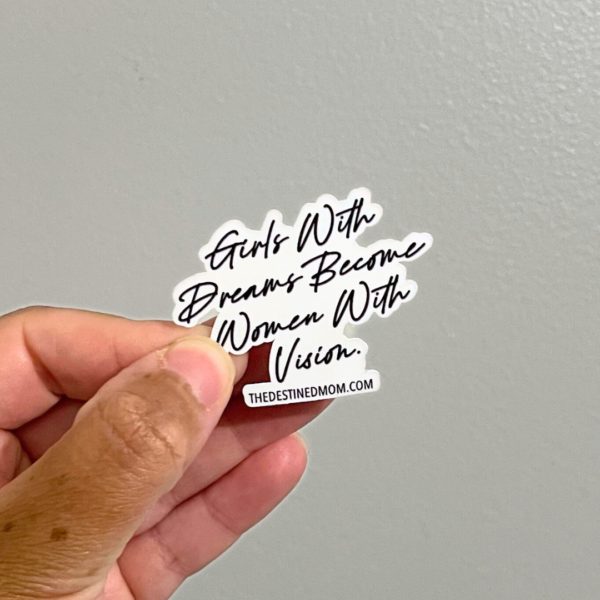 Girls With
Dreams Become
Women With
Vision.
THEDESTINEDMOM.COM